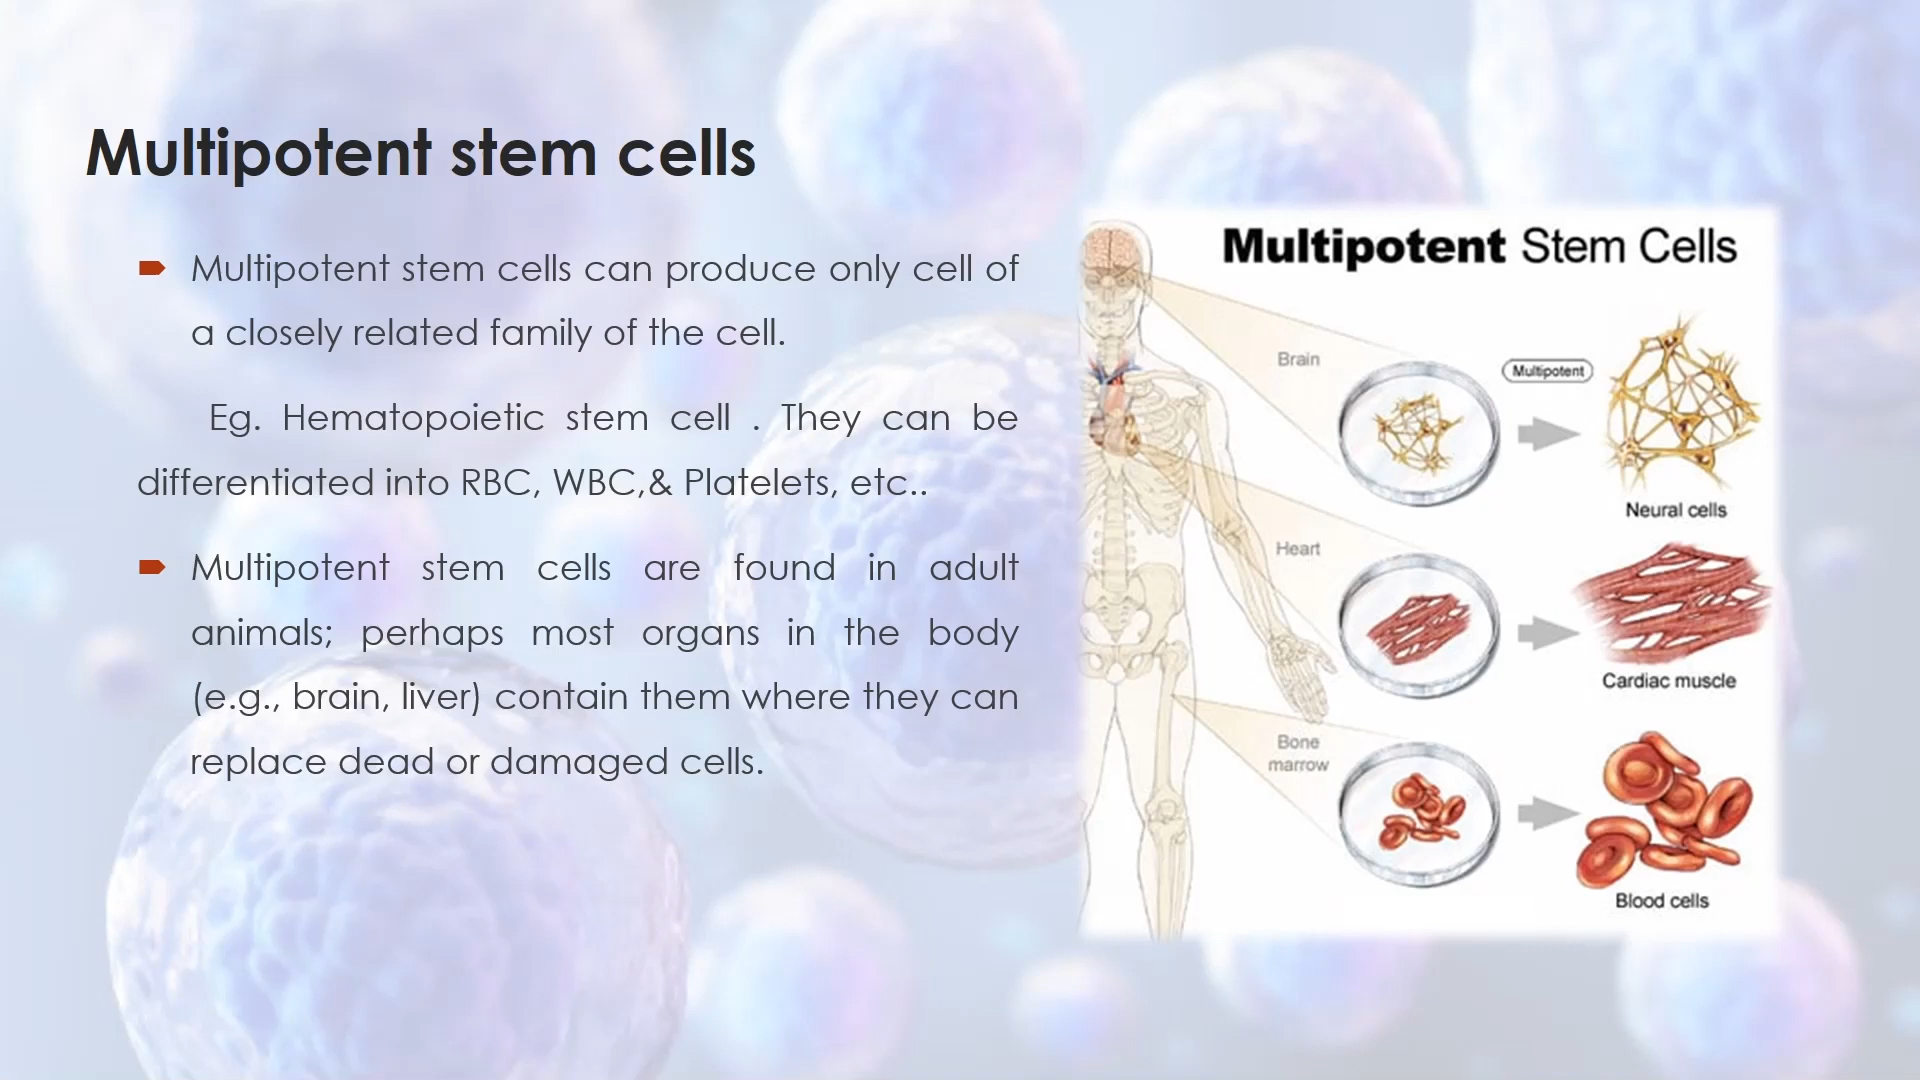 Multipotent stem cells
Multipotent stem cells can produce only cell of
a closely related family of the cell.
Eg. Hematopoietic stem cell . They can be
differentiated into RBC, WBC,& Platelets, etc..
Multipotent stem cells are found in adult
animals; perhaps most organs in the body
(e.g., brain, liver) contain them where they can
replace dead or damaged cells.
Multipotent Stem Cells
Brain
Multipotent
Neural cells
Heart
Cardiac muscle
Bone
marrow
Blood cells